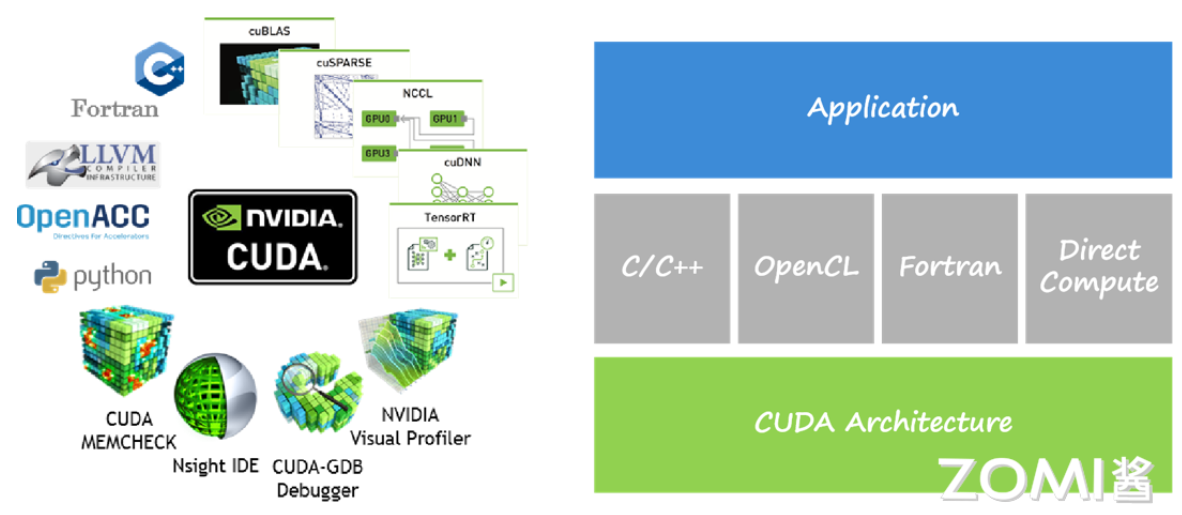 cuBLAS
C++
Fortran
cuSPARSE
NCCL
GPU0
GPU1
GPU3
LLVM
COMPILER
INFRASTRUCTURE
cuDNN
OpenACC
Directives for Accelerators
TensorRT
NVIDIA.
CUDA.
python
CUDA
MEMCHECK
Nsight IDE
CUDA-GDB
Debugger
NVIDIA
Visual Profiler
Application
C/C++
OpenCL
Fortran
Direct
Compute
CUDA Architecture
ZOMI酱